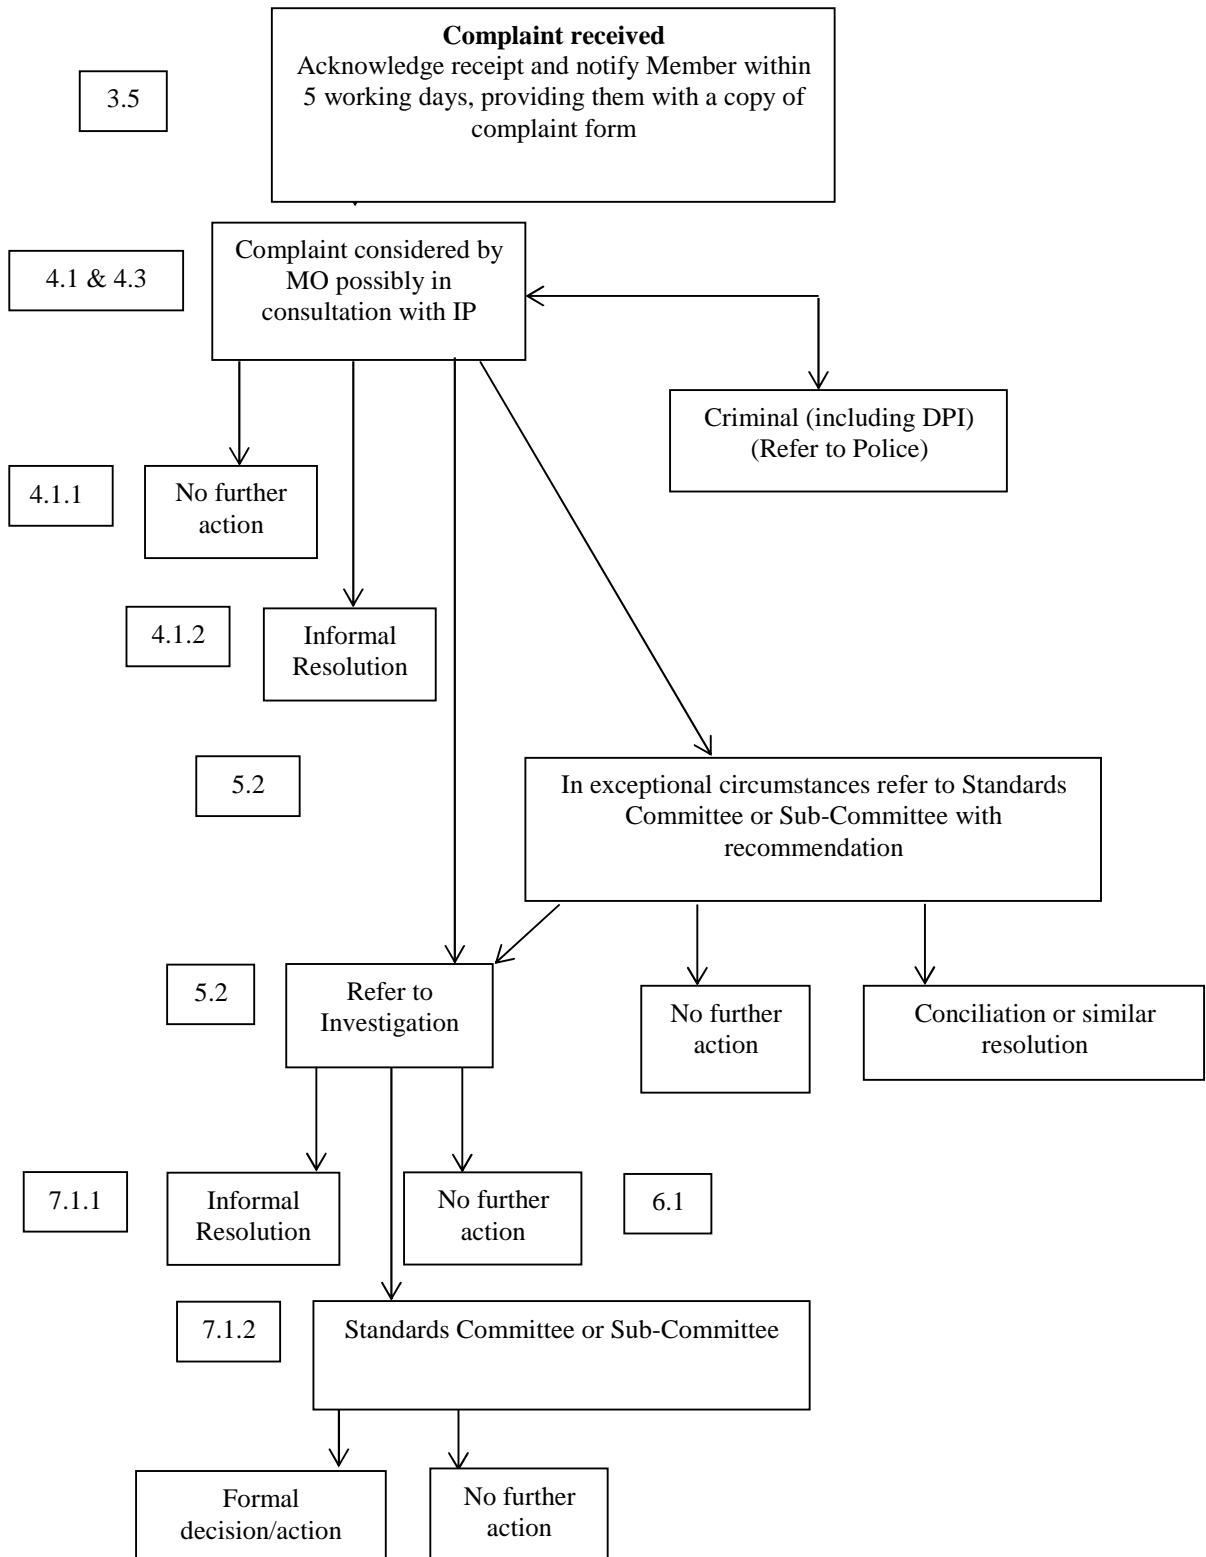 Complaint received
Acknowledge receipt and notify Member within
5 working days, providing them with a copy of
complaint form
3.5
Complaint considered by
MO possibly in
consultation with IP
4.1 & 4.3
Criminal (including DPI)
(Refer to Police)
4.1.1
No further
action
4.1.2
Informal
Resolution
5.2
In exceptional circumstances refer to Standards
Committee or Sub-Committee with
recommendation
5.2
Refer to
Investigation
No further
action
Conciliation or similar
resolution
7.1.1
Informal
Resolution
No further
action
6.1
7.1.2
Standards Committee or Sub-Committee
Formal
decision/action
No further
action